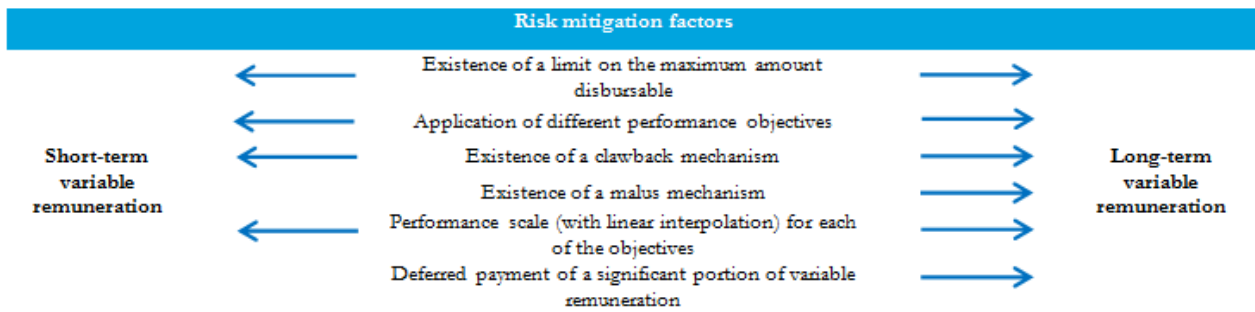 Risk mitigation factors
Existence of a limit on the maximum amount
disbursable
Application of different performance objectives
Short-term
variable
remuneration
Existence of a clawback mechanism
Existence of a malus mechanism
Performance scale (with linear interpolation) for each
of the objectives
Deferred payment of a significant portion of variable
remuneration
Long-term
variable
remuneration